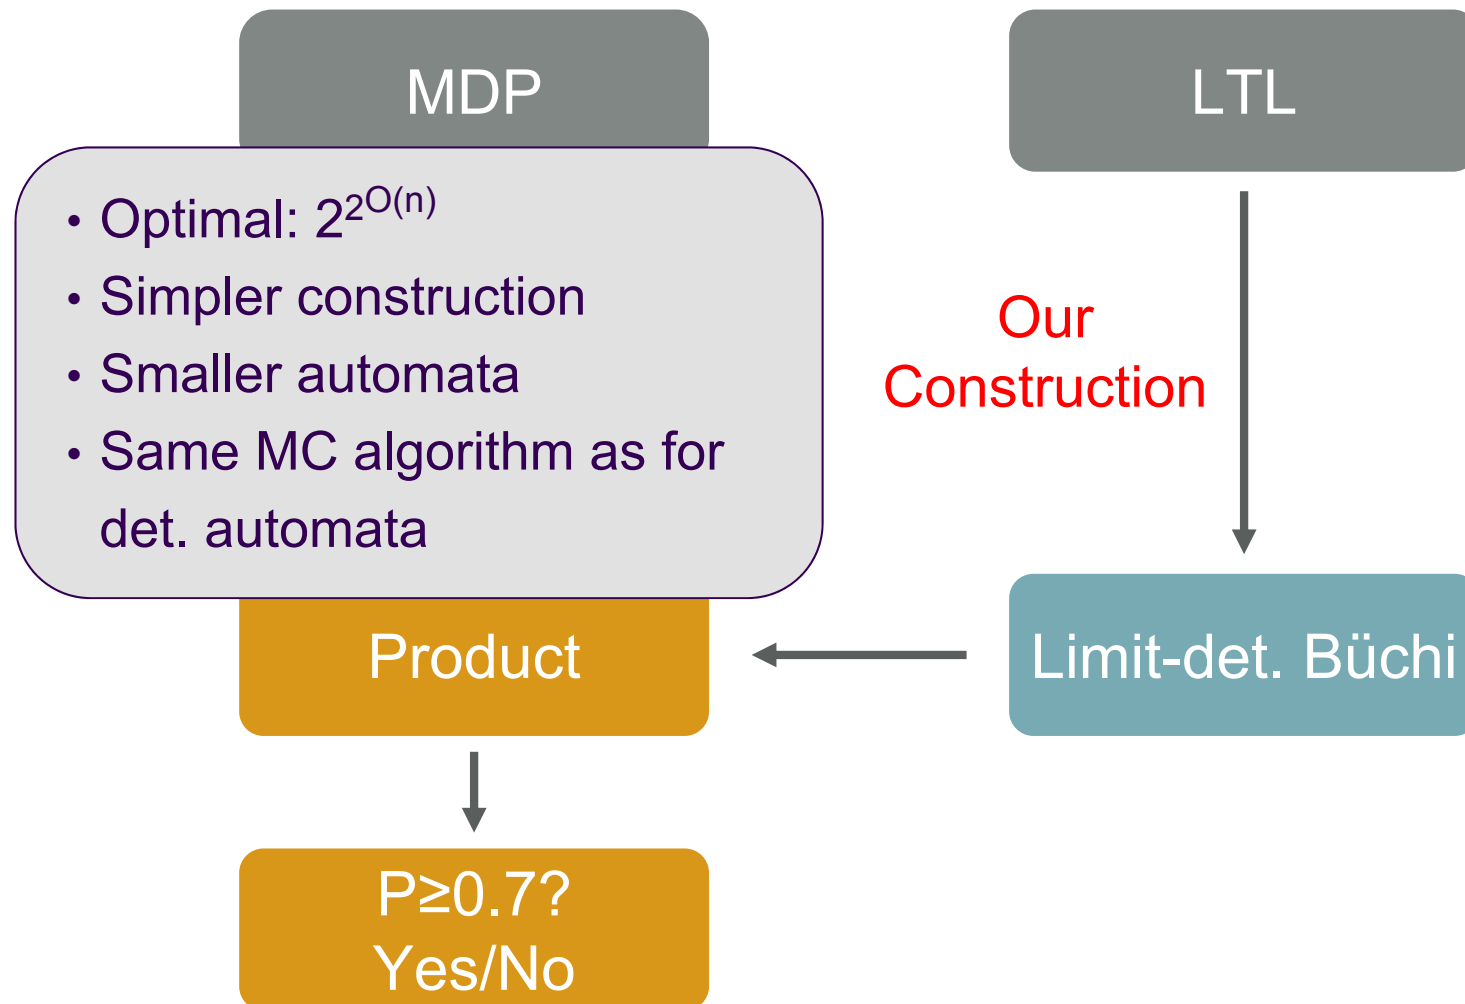 MDP
LTL
• Optimal: 2^2^O(n)
• Simpler construction
• Smaller automata
• Same MC algorithm as for
det. automata
Our
Construction
Product
Limit-det. Büchi
P≥0.7?
Yes/No